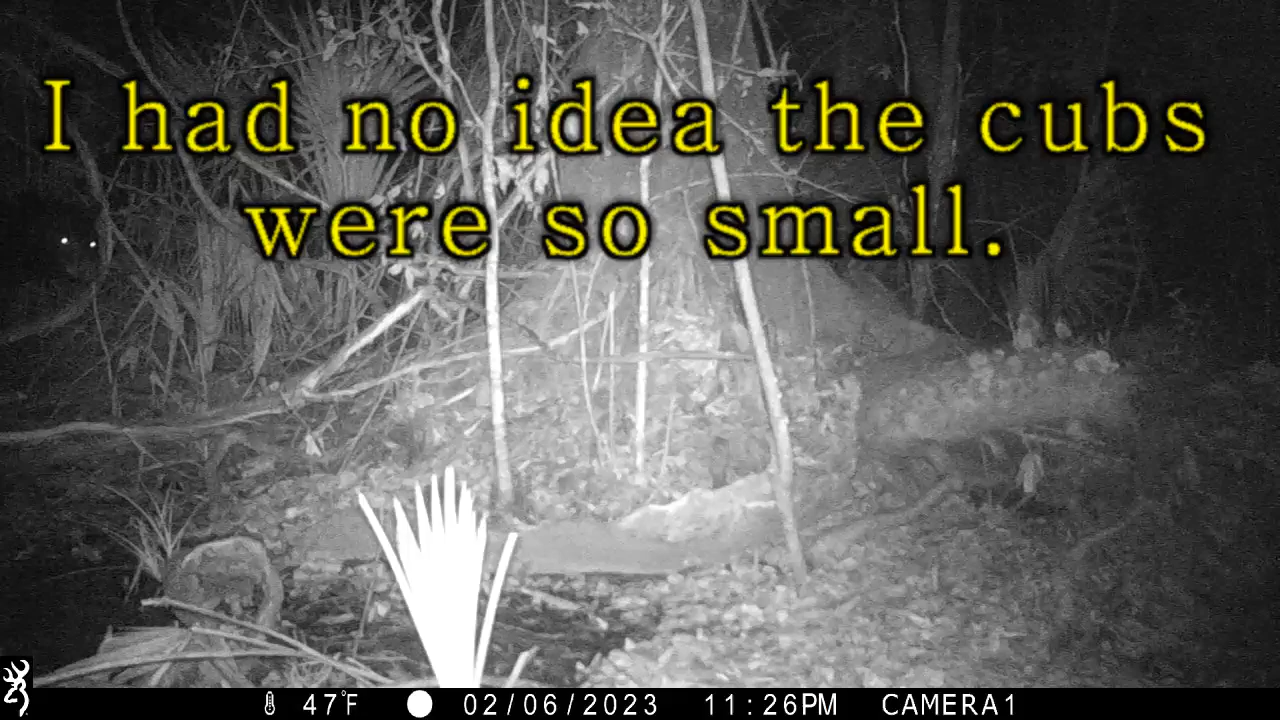 I had no idea the cubs
were so small.
47°F 02/06/2023 11:26PM CAMERA1